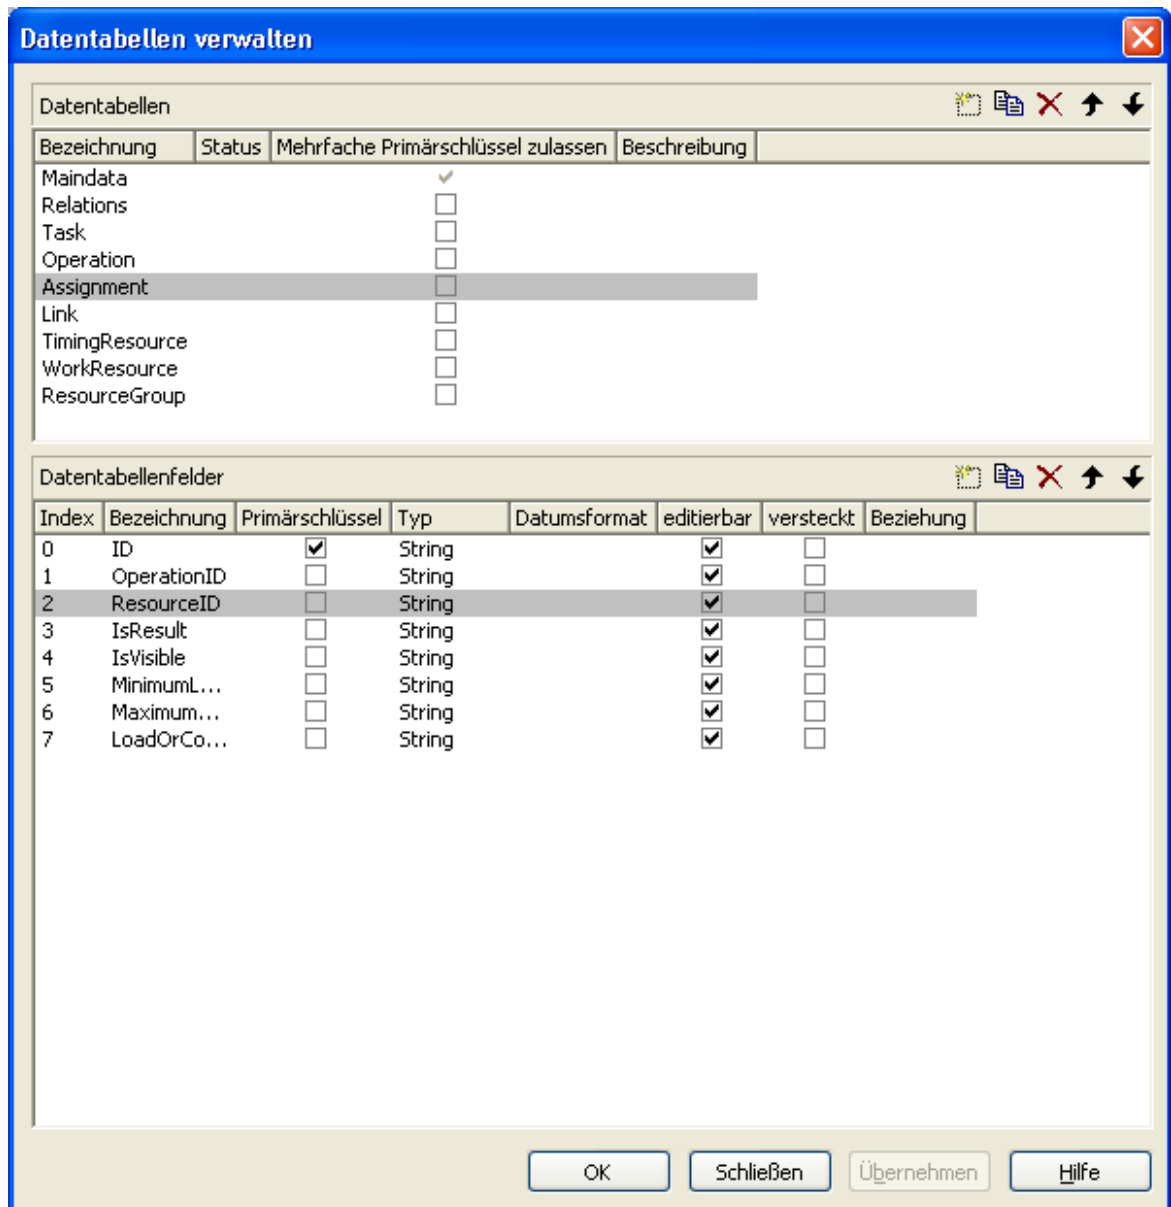 Datentabellen verwalten
Datentabellen
Bezeichnung Status Mehrfache Primärschlüssel zulassen Beschreibung
Maindata
Relations
Task
Operation
Assignment
Link
TimingResource
WorkResource
ResourceGroup
Datentabellenfelder
Index Bezeichnung Primärschlüssel Typ Datumsformat editierbar versteckt Beziehung
0 ID String
1 OperationID String
2 ResourceID String
3 IsResult String
4 IsVisible String
5 MinimumL... String
6 Maximum... String
7 LoadOrCo... String
OK Schließen Übernehmen Hilfe